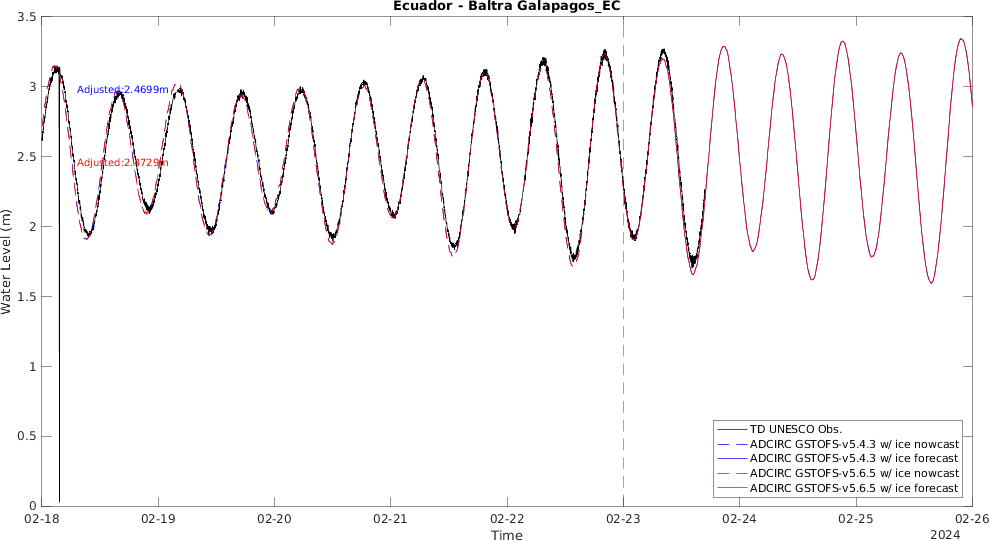 Ecuador - Baltra Galapagos_EC
3.5
3
2.5
2
1.5
1
0.5
0
Water Level (m)
Adjusted:2.4699m
Adjusted:2.4729m
TD UNESCO Obs.
ADCIRC GSTOFS-v5.4.3 w/ ice nowcast
ADCIRC GSTOFS-v5.4.3 w/ ice forecast
ADCIRC GSTOFS-v5.6.5 w/ ice nowcast
ADCIRC GSTOFS-v5.6.5 w/ ice forecast
02-18 02-19 02-20 02-21 02-22 02-23 02-24 02-25 02-26
Time
2024